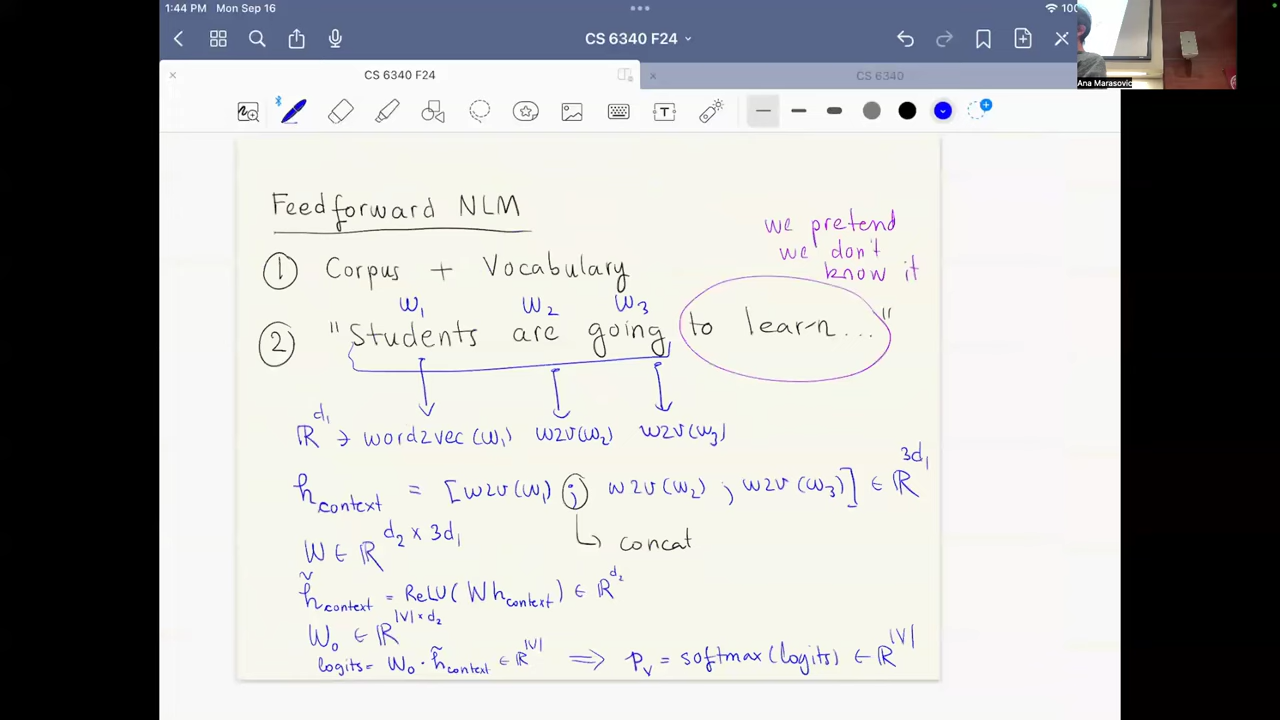 1:44 PM Mon Sep 16
100
CS 6340 F24
CS 6340 F24
CS 6340
T
Ana Marasovic
Feedforward NLM
we pretend
we don't
know it
① Corpus + Vocabulary
w₁ w₂ w₃
② "Students are going to learn..."
ℝ^d₁ ∋ word2vec(w₁) w2v(w₂) w2v(w₃)
h_context = [w2v(w₁) ; w2v(w₂) ; w2v(w₃)] ∈ ℝ^3d₁
↳ concat
W ∈ ℝ^d₂ × 3d₁
h̃_context = ReLU(W h_context) ∈ ℝ^d₂
W₀ ∈ ℝ^|V| × d₂
logits = W₀ · h̃_context ∈ ℝ^|V| ⟹ p_v = softmax(logits) ∈ ℝ^|V|